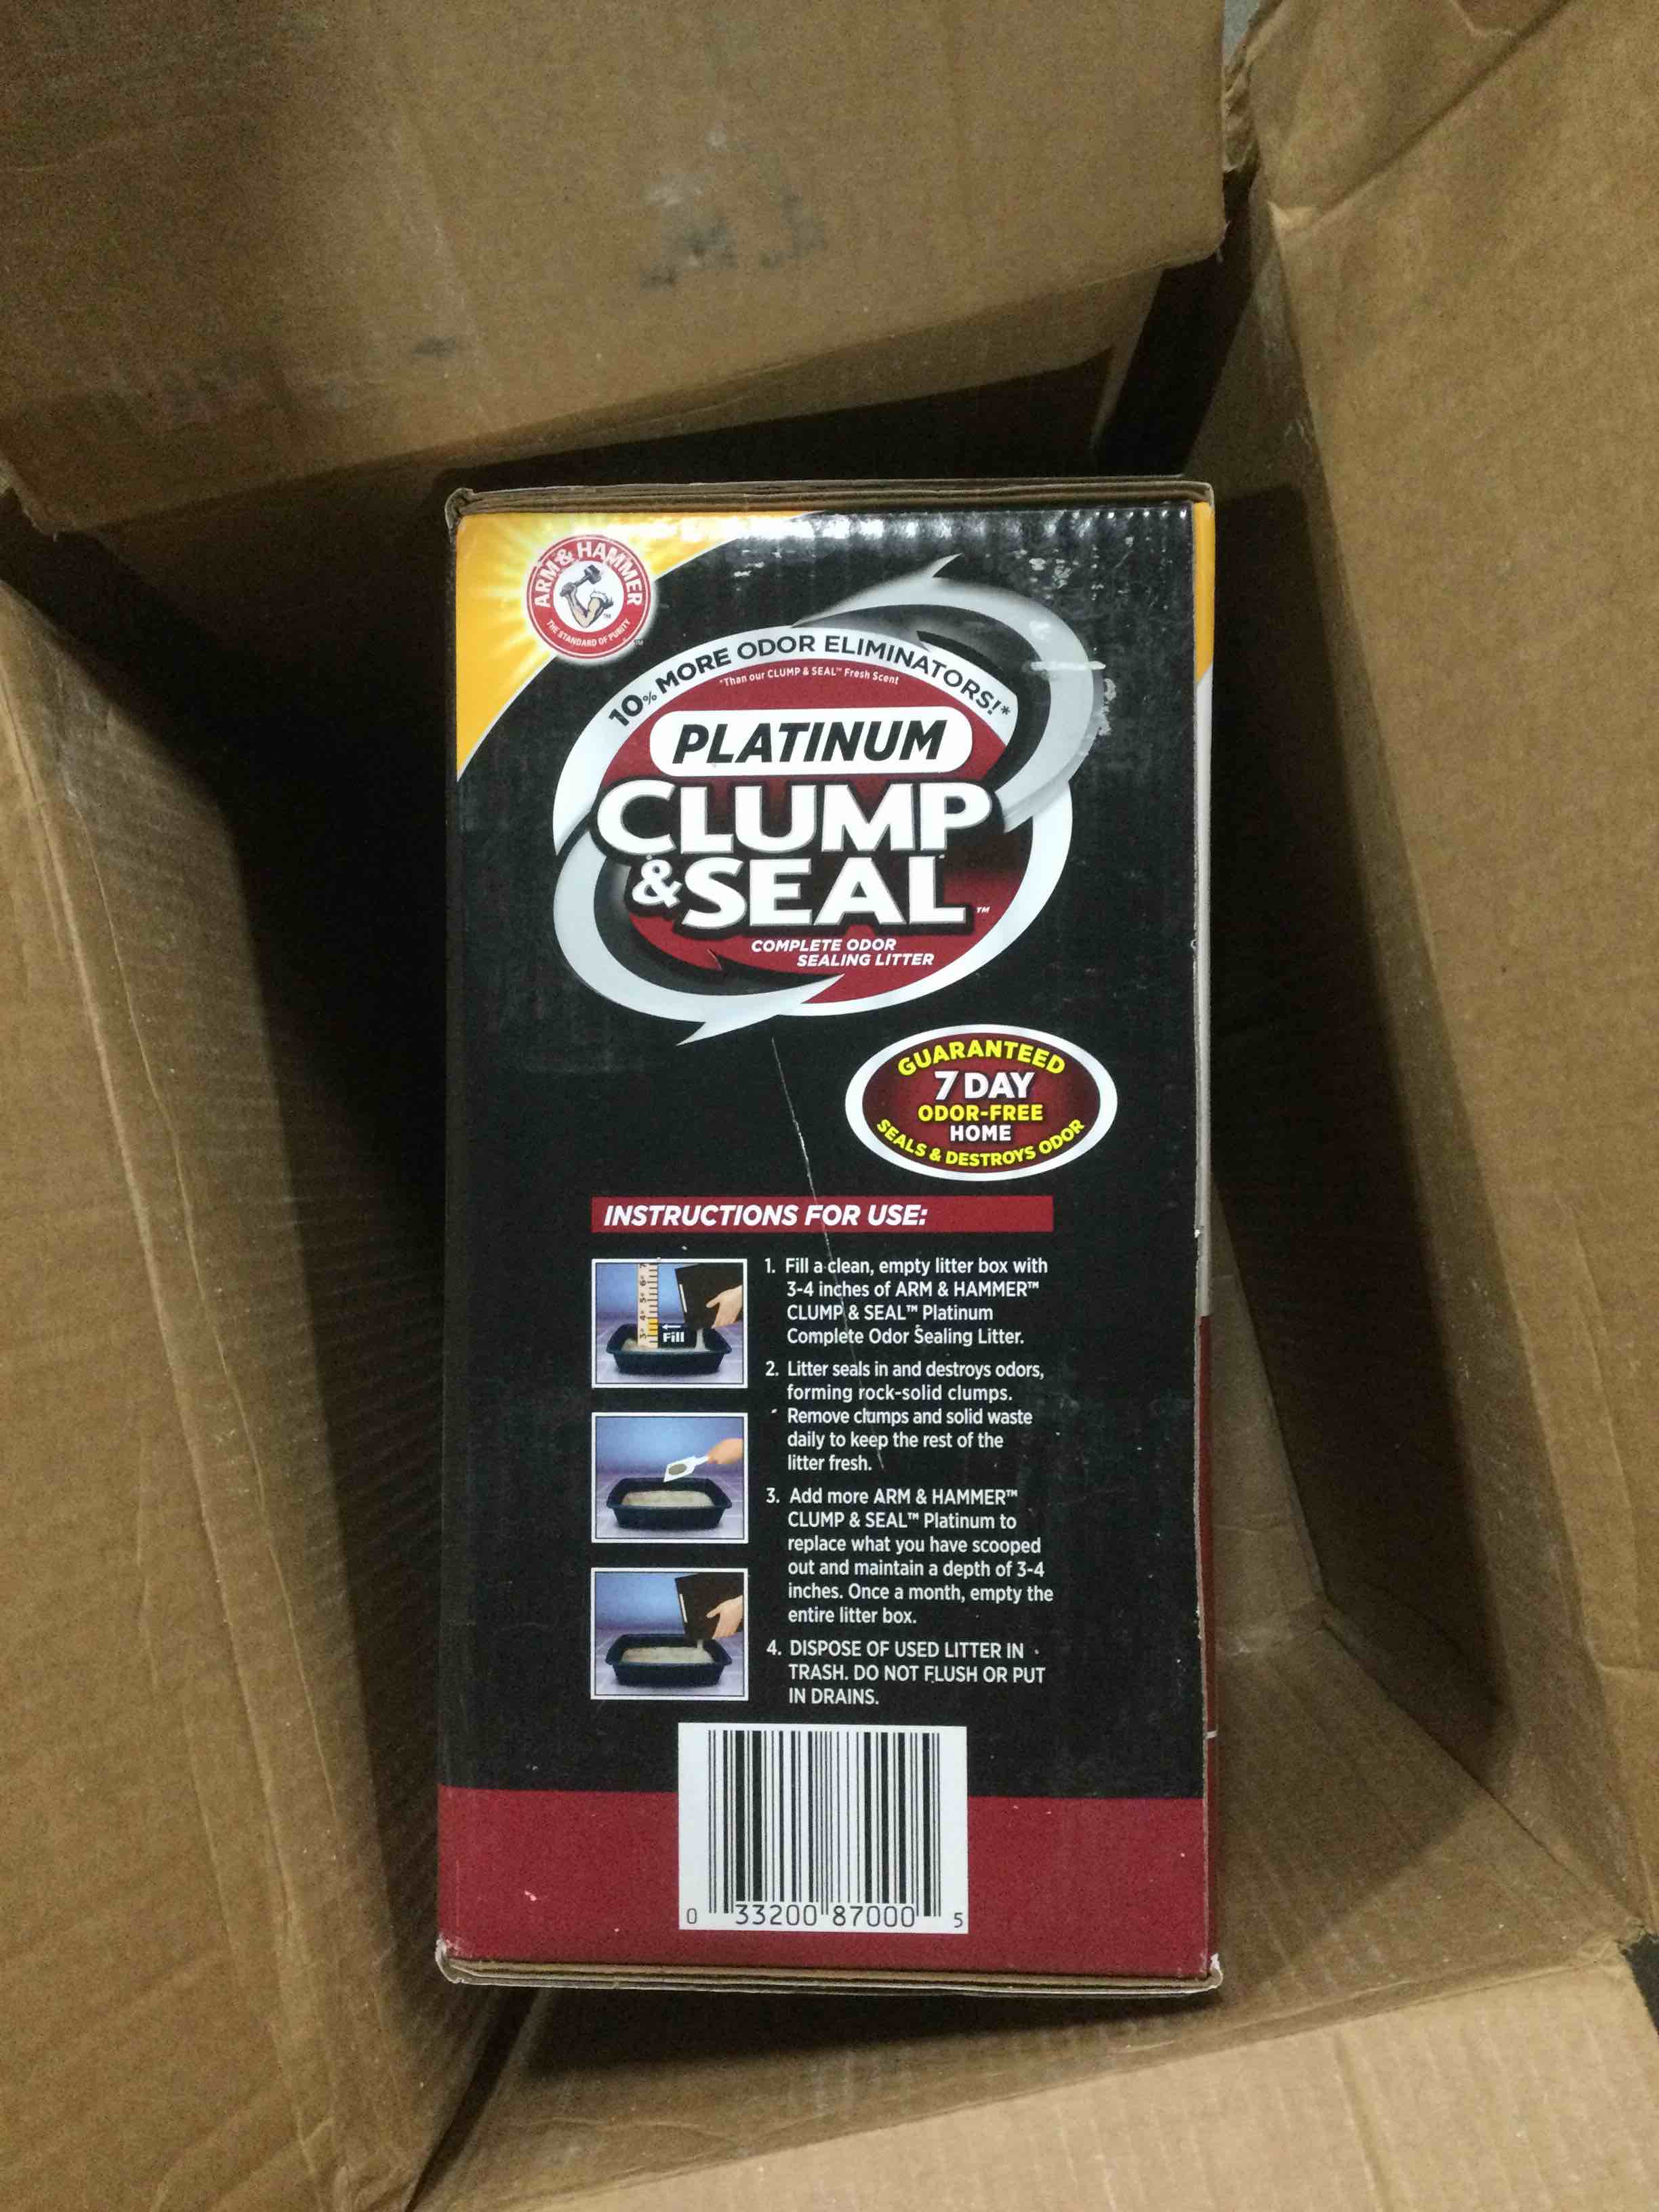 ARM & HAMMER
THE STANDARD OF PURITY
10% MORE ODOR ELIMINATORS!*
*Than our CLUMP & SEAL™ Fresh Scent
PLATINUM
CLUMP
& SEAL™
COMPLETE ODOR
SEALING LITTER
GUARANTEED
7 DAY
ODOR-FREE
HOME
SEALS & DESTROYS ODOR
INSTRUCTIONS FOR USE:
1. Fill a clean, empty litter box with
3-4 inches of ARM & HAMMER™
CLUMP & SEAL™ Platinum
Complete Odor Sealing Litter.
Fill
2. Litter seals in and destroys odors,
forming rock-solid clumps.
Remove clumps and solid waste
daily to keep the rest of the
litter fresh.
3. Add more ARM & HAMMER™
CLUMP & SEAL™ Platinum to
replace what you have scooped
out and maintain a depth of 3-4
inches. Once a month, empty the
entire litter box.
4. DISPOSE OF USED LITTER IN
TRASH. DO NOT FLUSH OR PUT
IN DRAINS.
0 33200 87000 5